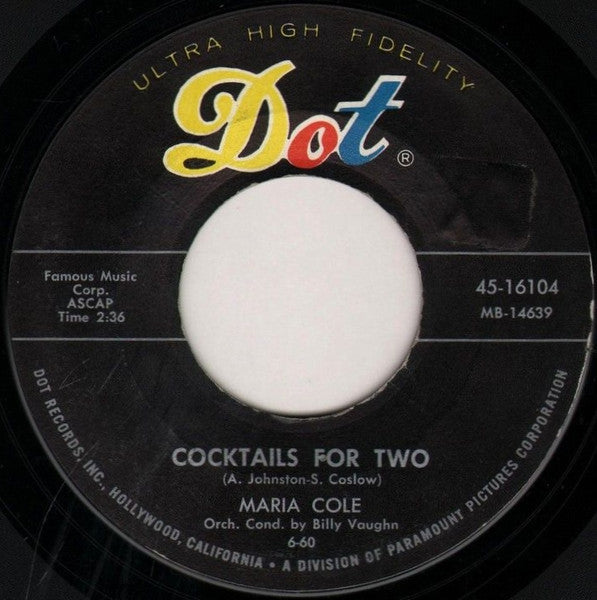 ULTRA HIGH FIDELITY
Dot®
Famous Music
Corp.
ASCAP
Time 2:36
45-16104
MB-14639
COCKTAILS FOR TWO
(A. Johnston-S. Coslow)
MARIA COLE
Orch. Cond. by Billy Vaughn
6-60
DOT RECORDS, INC., HOLLYWOOD, CALIFORNIA • A DIVISION OF PARAMOUNT PICTURES CORPORATION